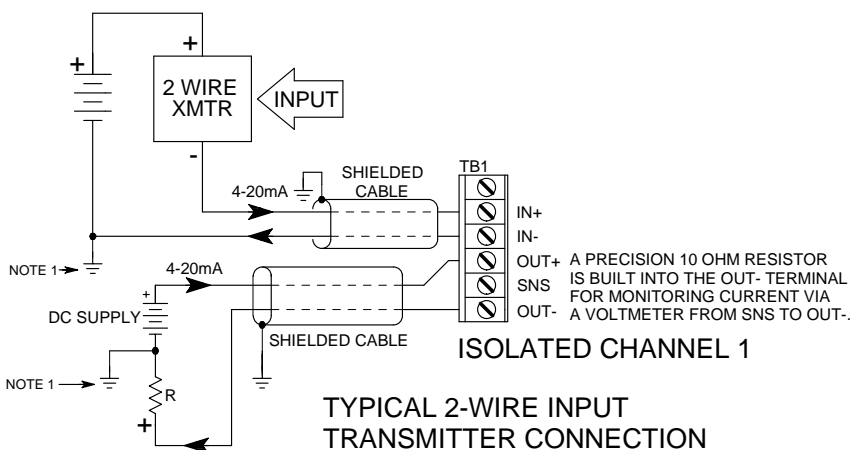 +
+
2 WIRE
XMTR
INPUT
-
TB1
SHIELDED
CABLE
4-20mA
IN+
IN-
NOTE 1
4-20mA
OUT+
SNS
OUT-
A PRECISION 10 OHM RESISTOR
IS BUILT INTO THE OUT- TERMINAL
FOR MONITORING CURRENT VIA
A VOLTMETER FROM SNS TO OUT-.
+
DC SUPPLY
SHIELDED CABLE
ISOLATED CHANNEL 1
NOTE 1
R
+
TYPICAL 2-WIRE INPUT
TRANSMITTER CONNECTION